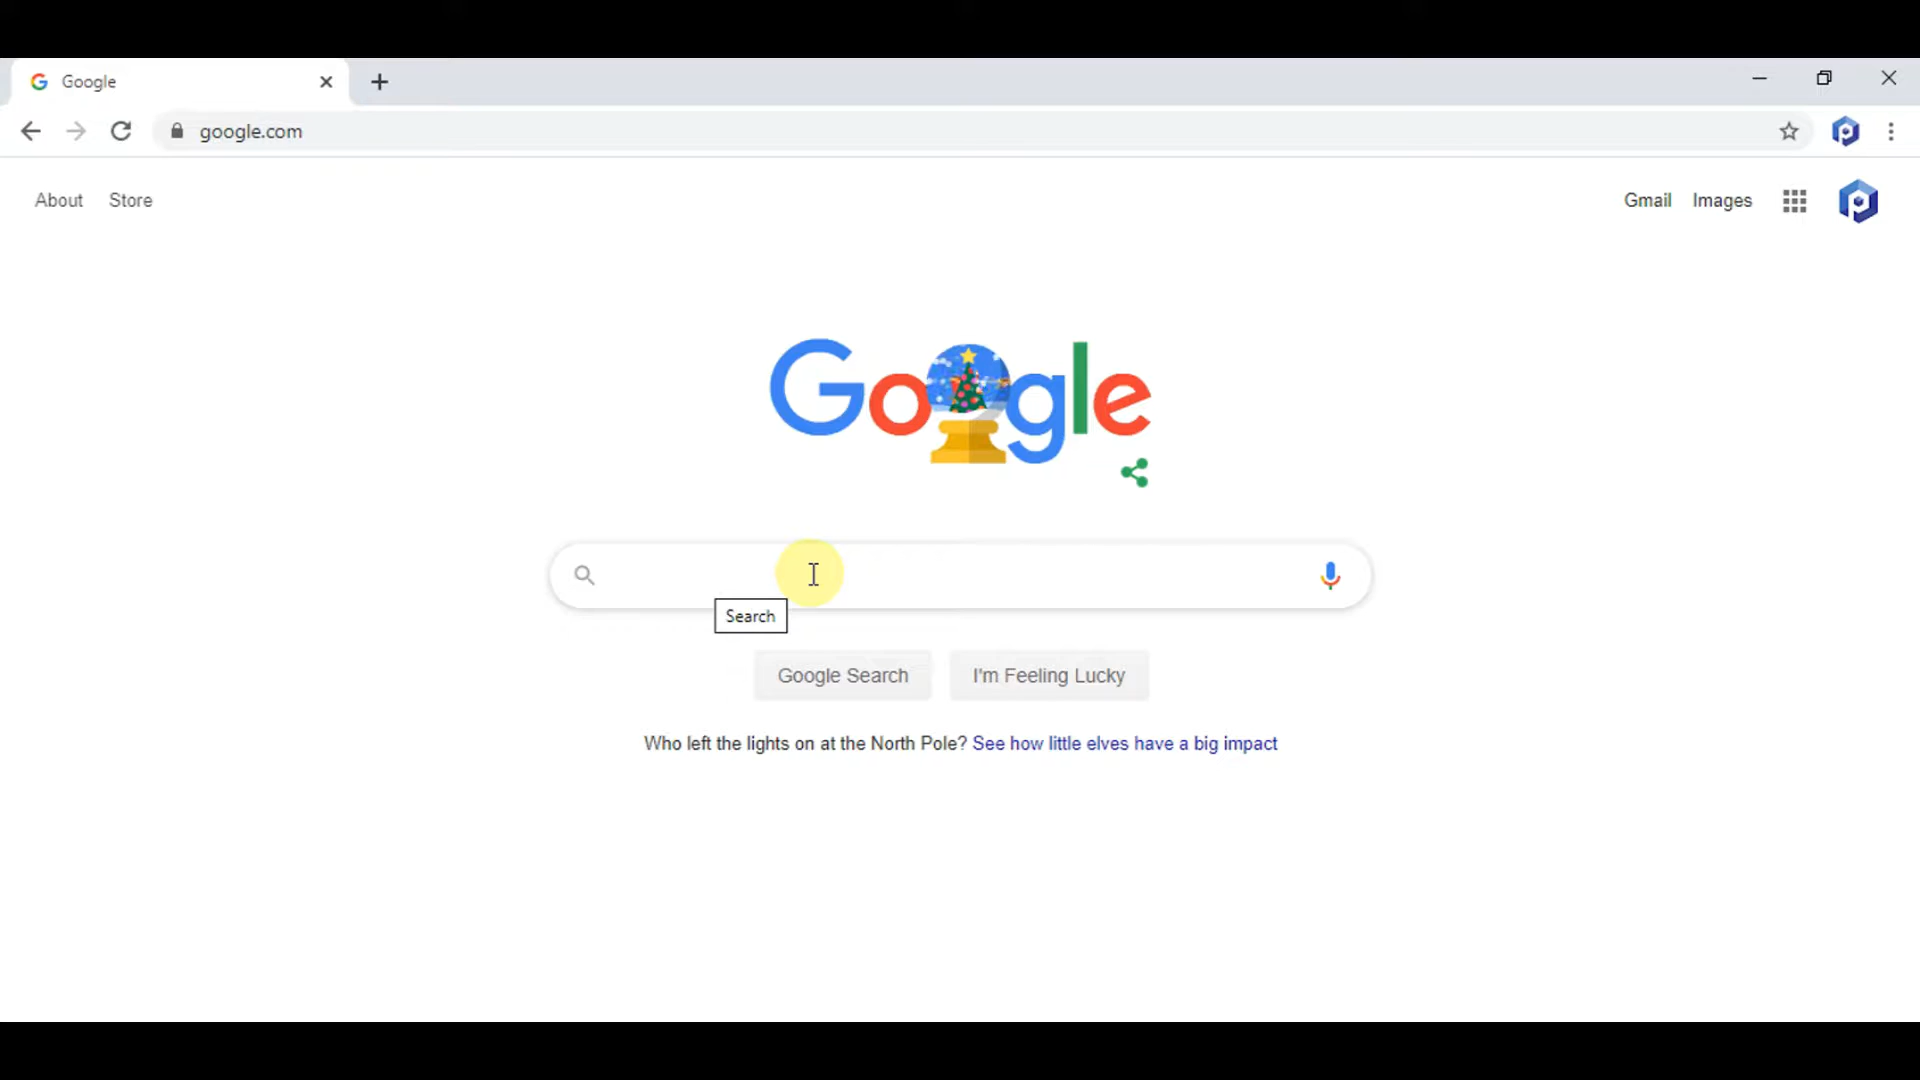 Google
google.com
About Store
Gmail Images
Google
Search
Google Search I'm Feeling Lucky
Who left the lights on at the North Pole? See how little elves have a big impact